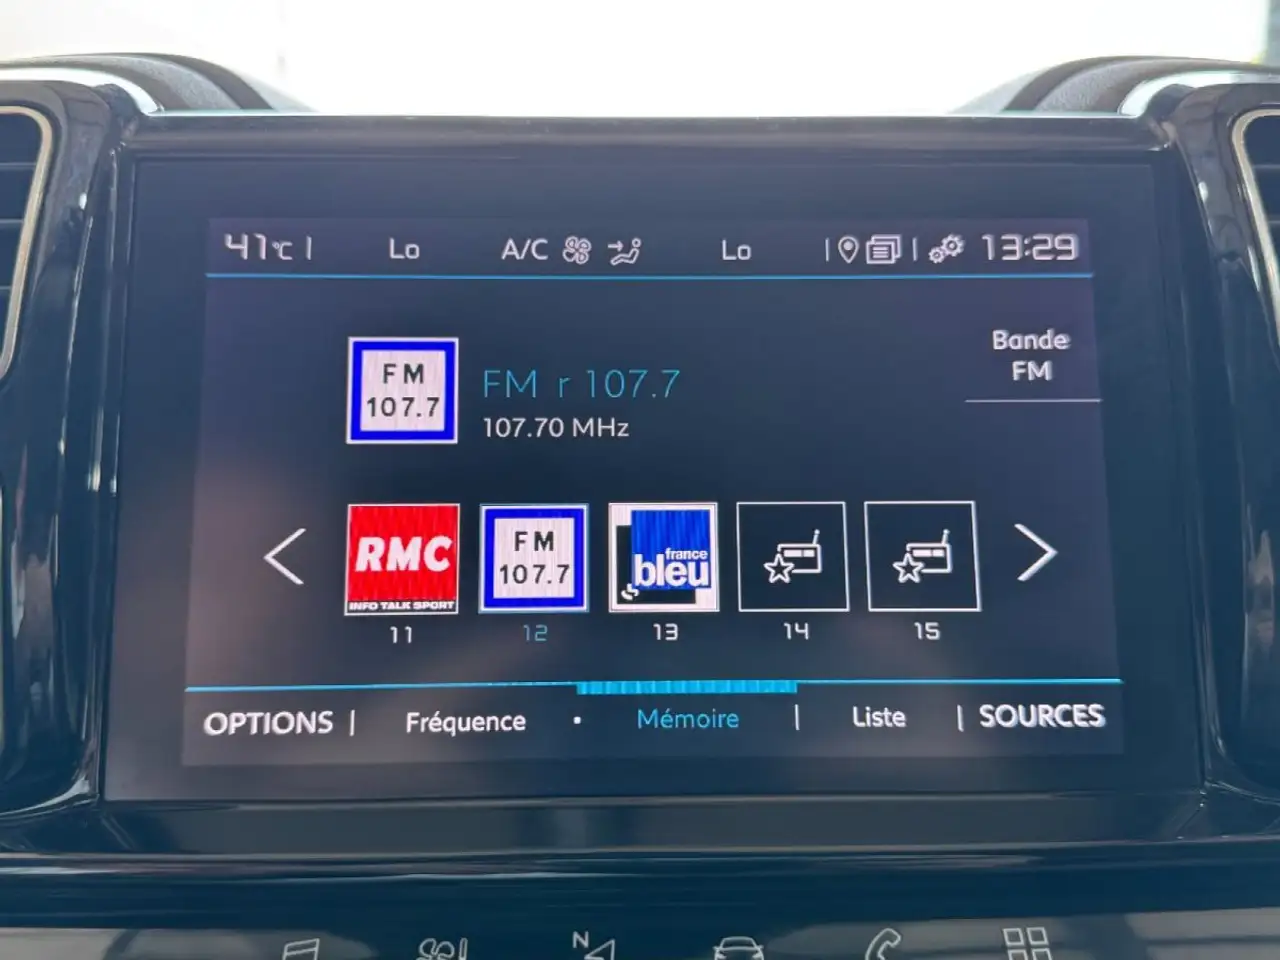 41°C | Lo A/C Lo | | 13:29
Bande
FM
FM
107.7
FM r 107.7
107.70 MHz
RMC
INFO TALK SPORT
FM
107.7
france
bleu
11 12 13 14 15
OPTIONS | Fréquence • Mémoire | Liste | SOURCES
N